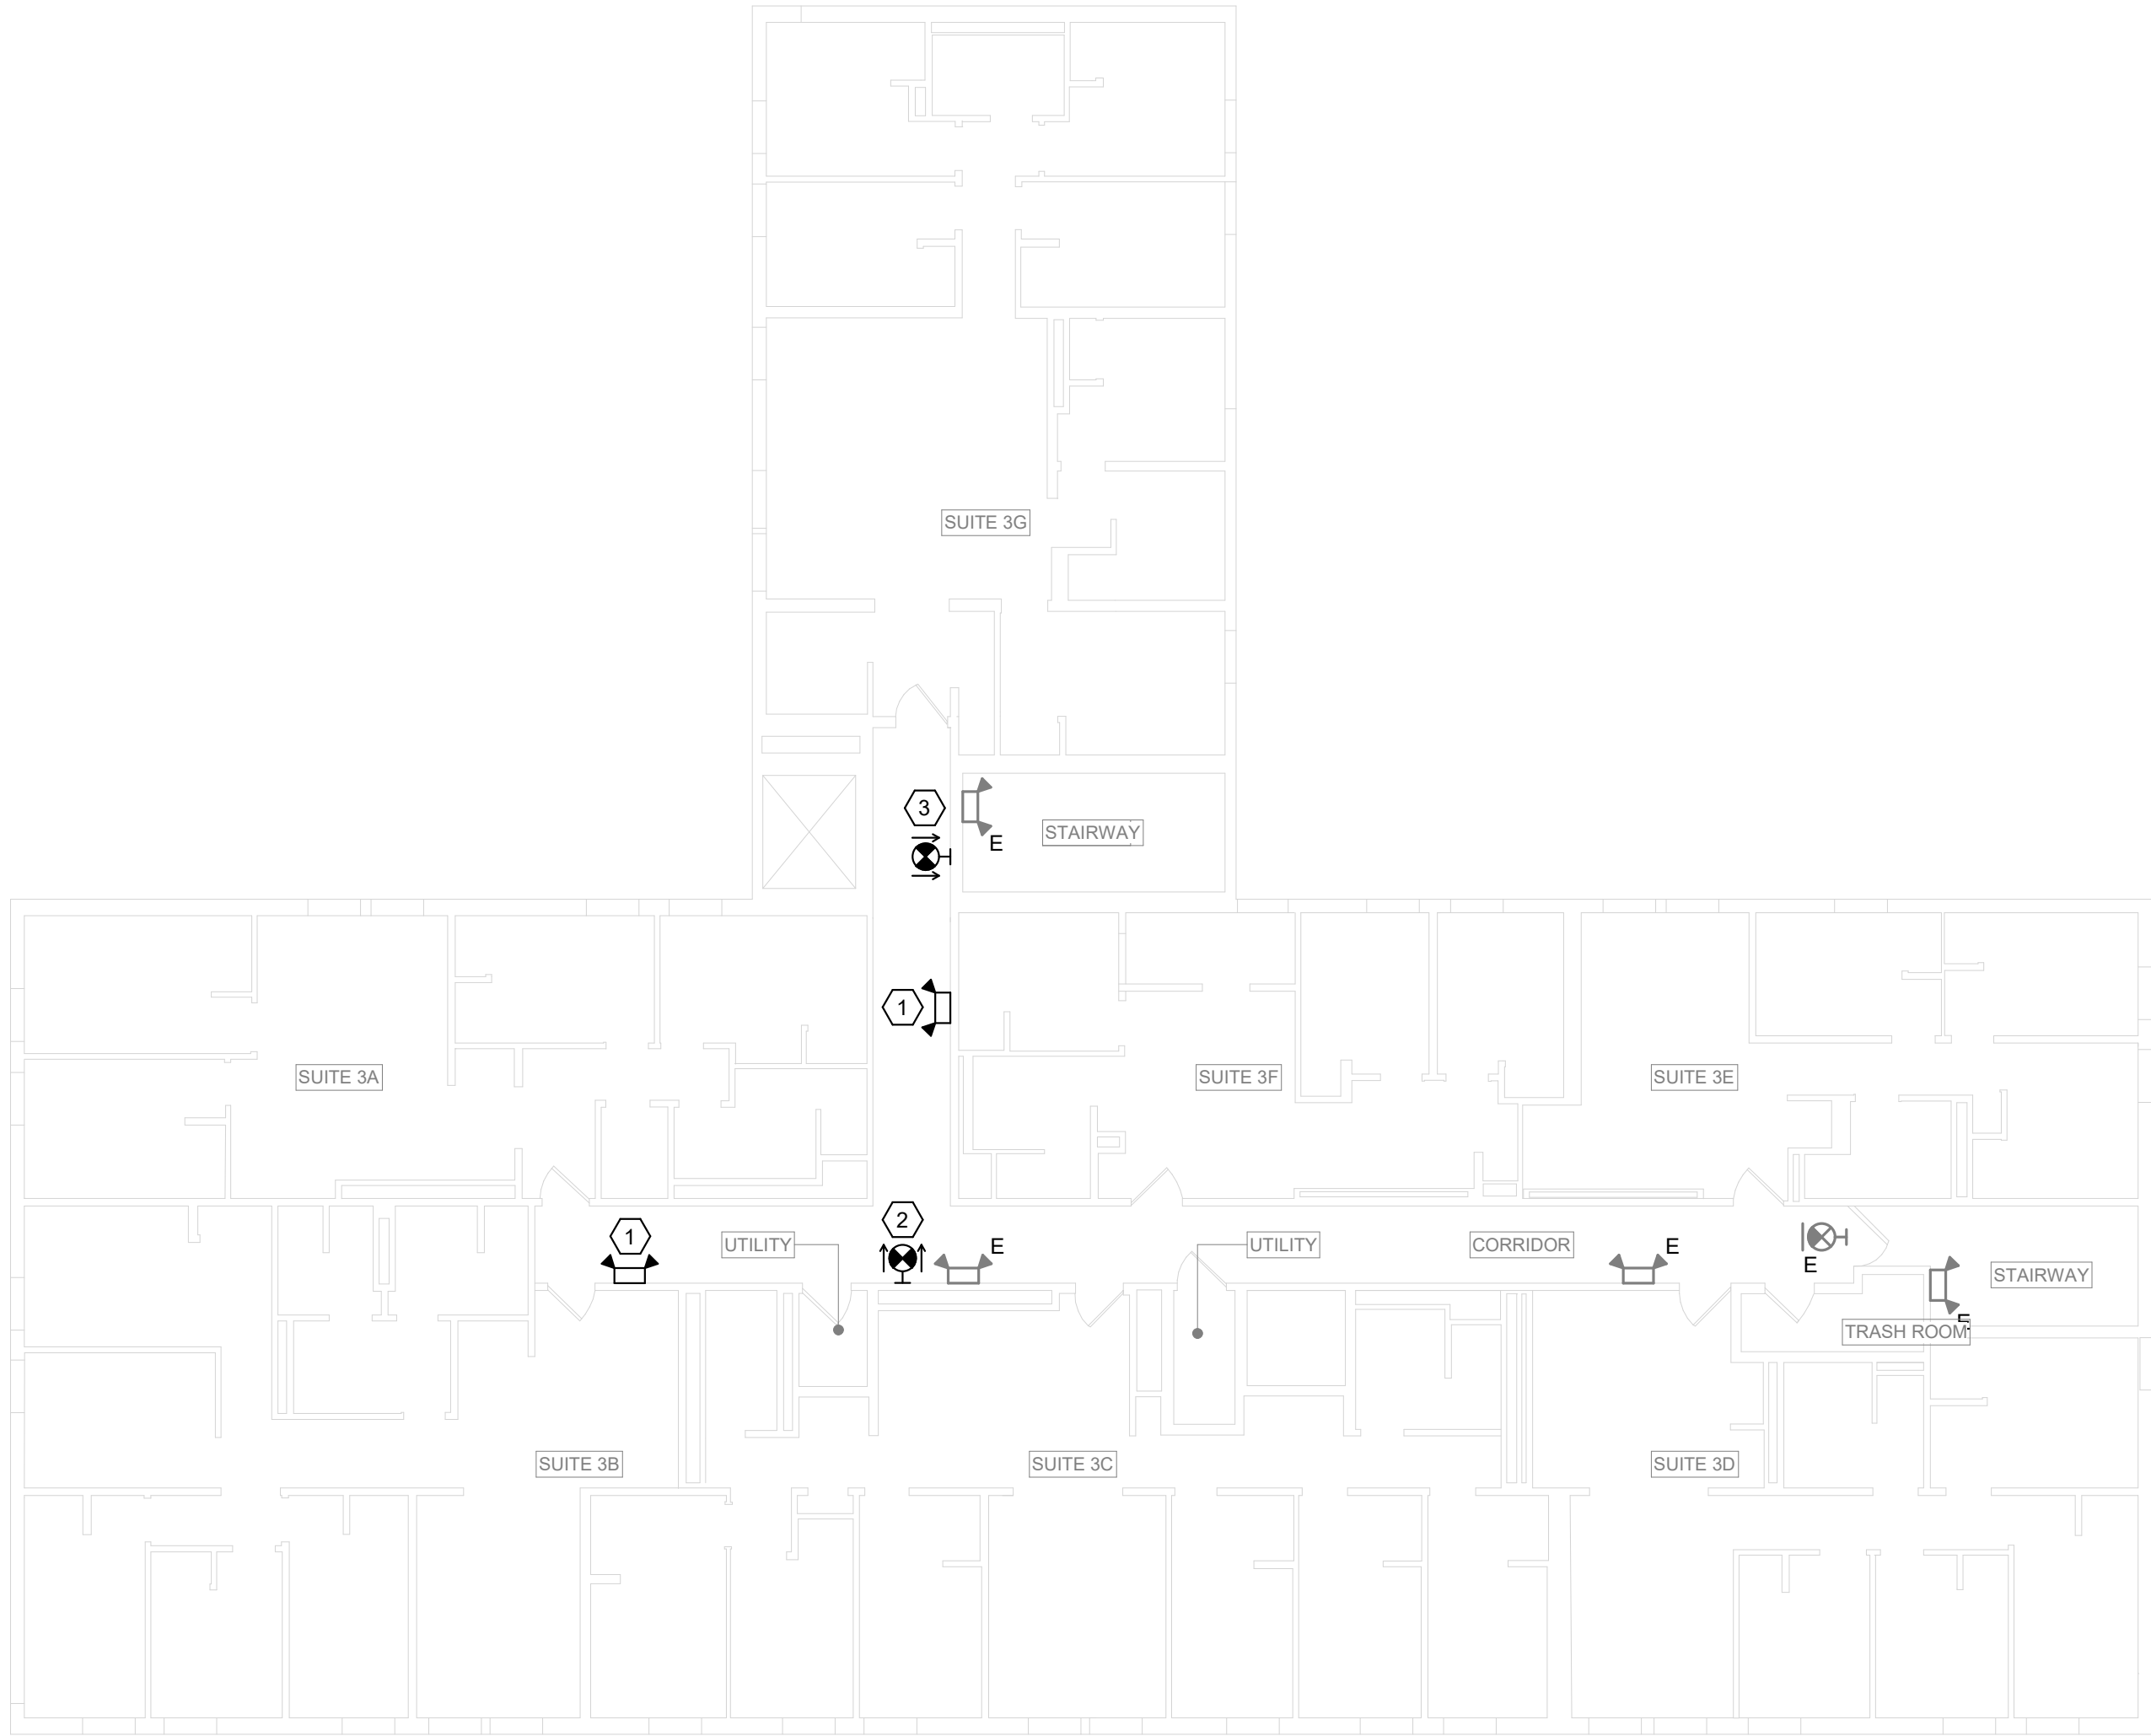 SUITE 3G
3
STAIRWAY
E
1
SUITE 3A
SUITE 3F
SUITE 3E
2
1
UTILITY
E
UTILITY
CORRIDOR
E
E
STAIRWAY
E
TRASH ROOM
SUITE 3B
SUITE 3C
SUITE 3D